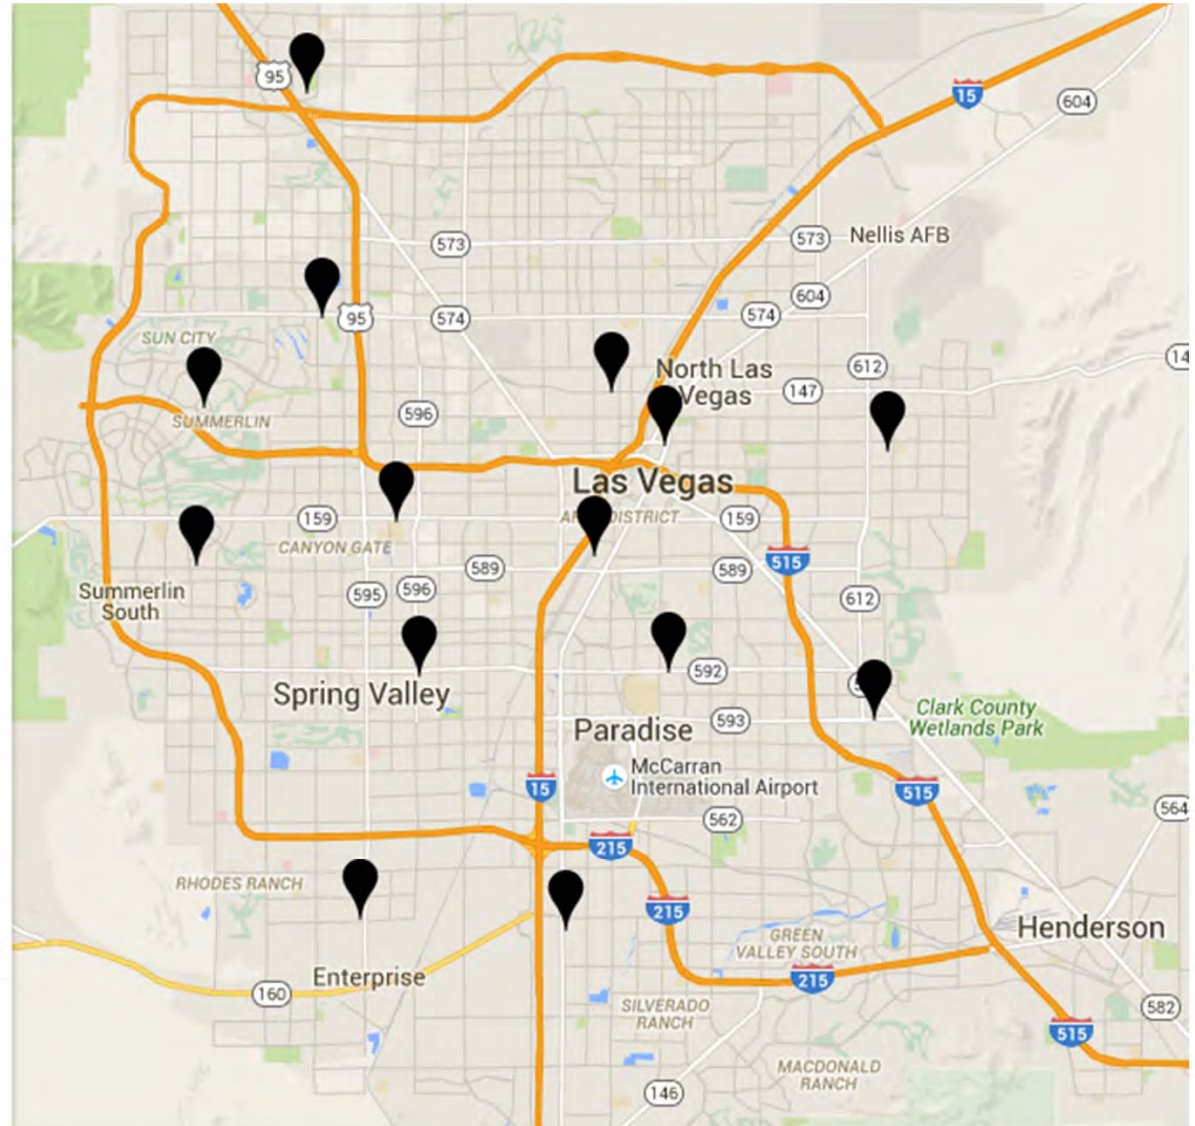 95
15
604
573
573
Nellis AFB
604
574
95
574
SUN CITY
14
612
North Las
Vegas
147
596
SUMMERLIN
Las Vegas
159
DISTRICT
159
CANYON GATE
515
589
589
595
596
612
Summerlin
South
592
Spring Valley
Clark County
Wetlands Park
593
Paradise
McCarran
International Airport
15
515
564
562
215
RHODES RANCH
215
Henderson
GREEN
VALLEY SOUTH
Enterprise
215
160
SILVERADO
RANCH
582
515
MACDONALD
RANCH
146